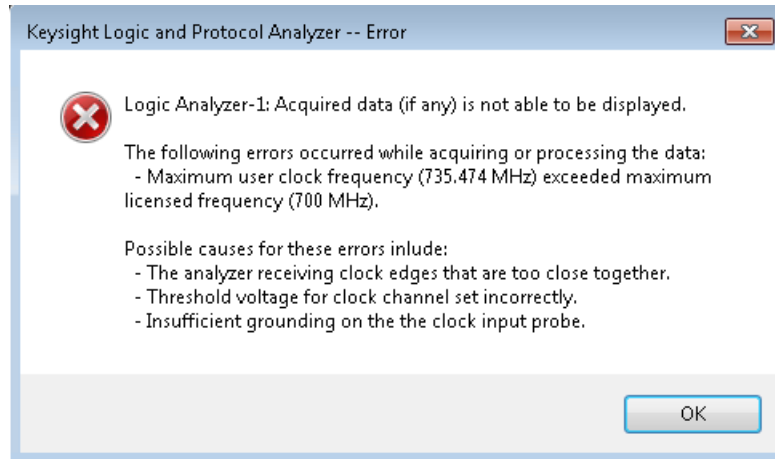 Keysight Logic and Protocol Analyzer -- Error
Logic Analyzer-1: Acquired data (if any) is not able to be displayed.
The following errors occurred while acquiring or processing the data:
- Maximum user clock frequency (735.474 MHz) exceeded maximum
licensed frequency (700 MHz).
Possible causes for these errors inlude:
- The analyzer receiving clock edges that are too close together.
- Threshold voltage for clock channel set incorrectly.
- Insufficient grounding on the the clock input probe.
OK